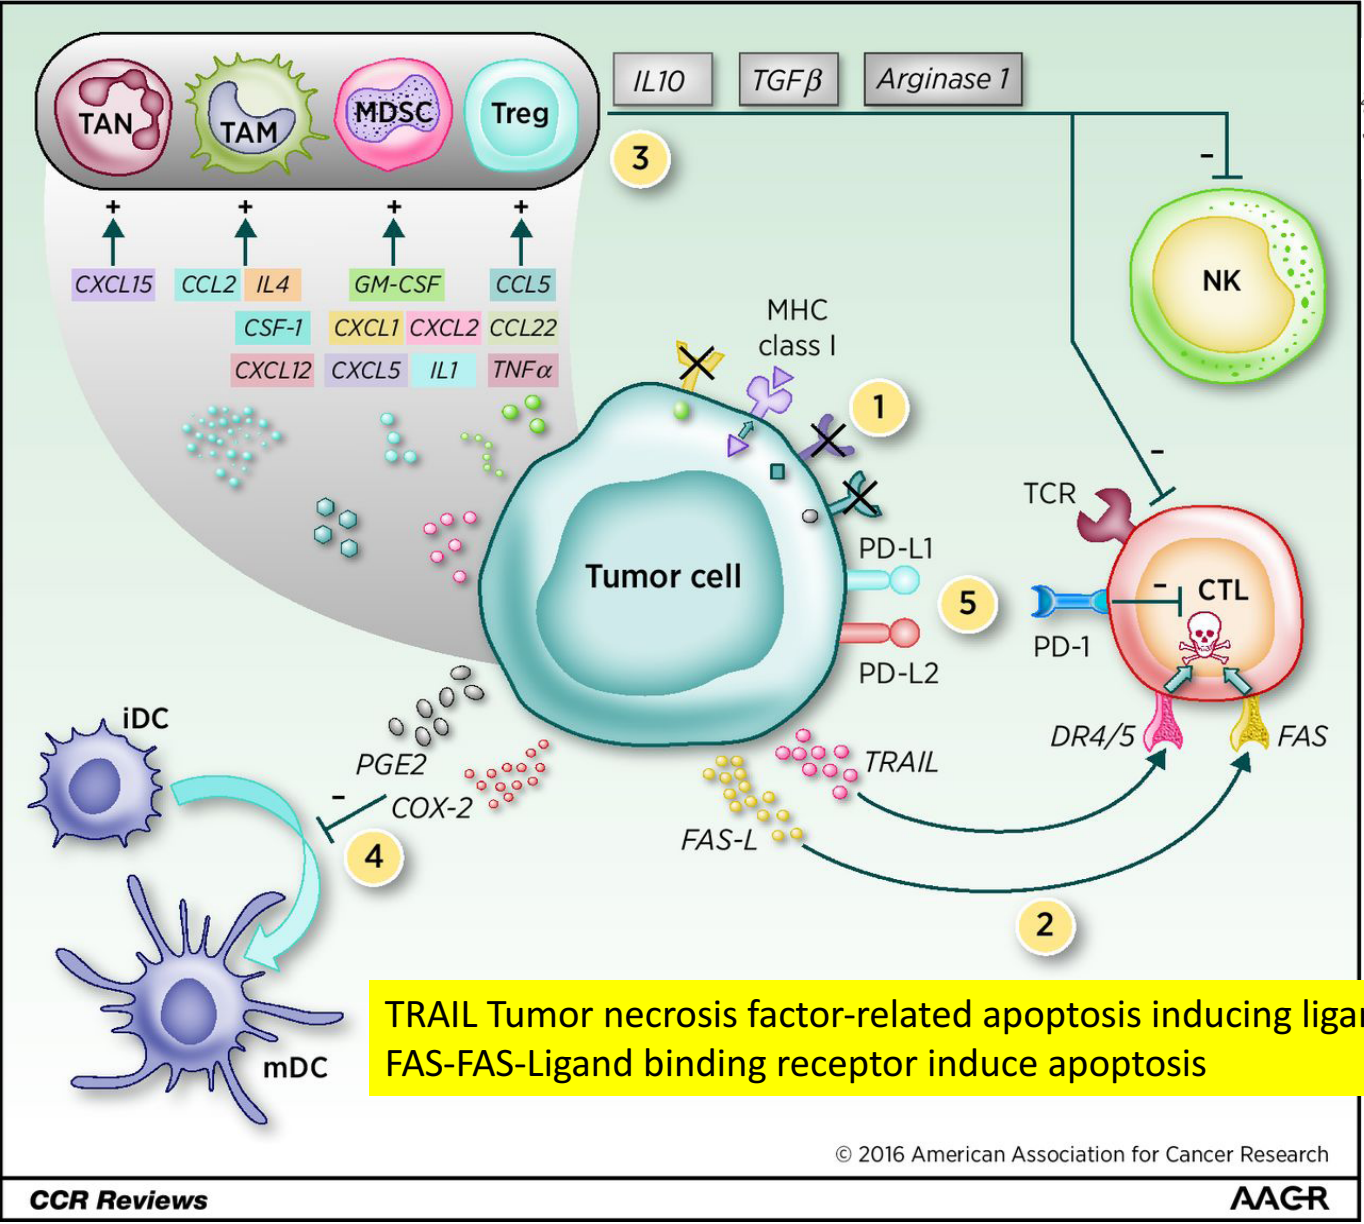 IL10 TGFβ Arginase 1
TAN TAM MDSC Treg
3
+ + + +
CXCL15 CCL2 IL4 GM-CSF CCL5
CSF-1 CXCL1 CXCL2 CCL22
CXCL12 CXCL5 IL1 TNFα
–
NK
MHC
class I
1
–
TCR
PD-L1
Tumor cell
5
– CTL
PD-1
PD-L2
iDC
DR4/5 FAS
PGE2
TRAIL
COX-2
–
FAS-L
4
2
mDC
TRAIL Tumor necrosis factor-related apoptosis inducing ligan
FAS-FAS-Ligand binding receptor induce apoptosis
© 2016 American Association for Cancer Research
CCR Reviews AACR